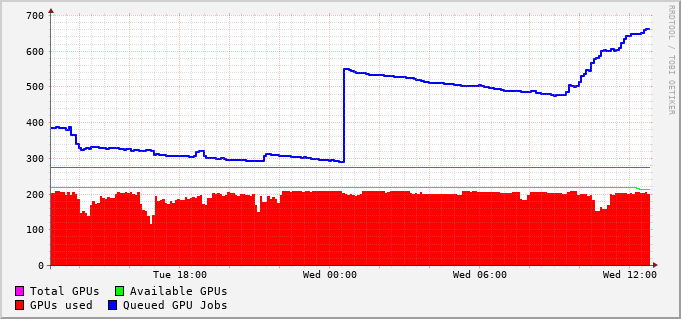 700
600
500
400
300
200
100
0
Tue 18:00 Wed 00:00 Wed 06:00 Wed 12:00
Total GPUs Available GPUs
GPUs used Queued GPU Jobs
RRDTOOL / TOBI OETIKER